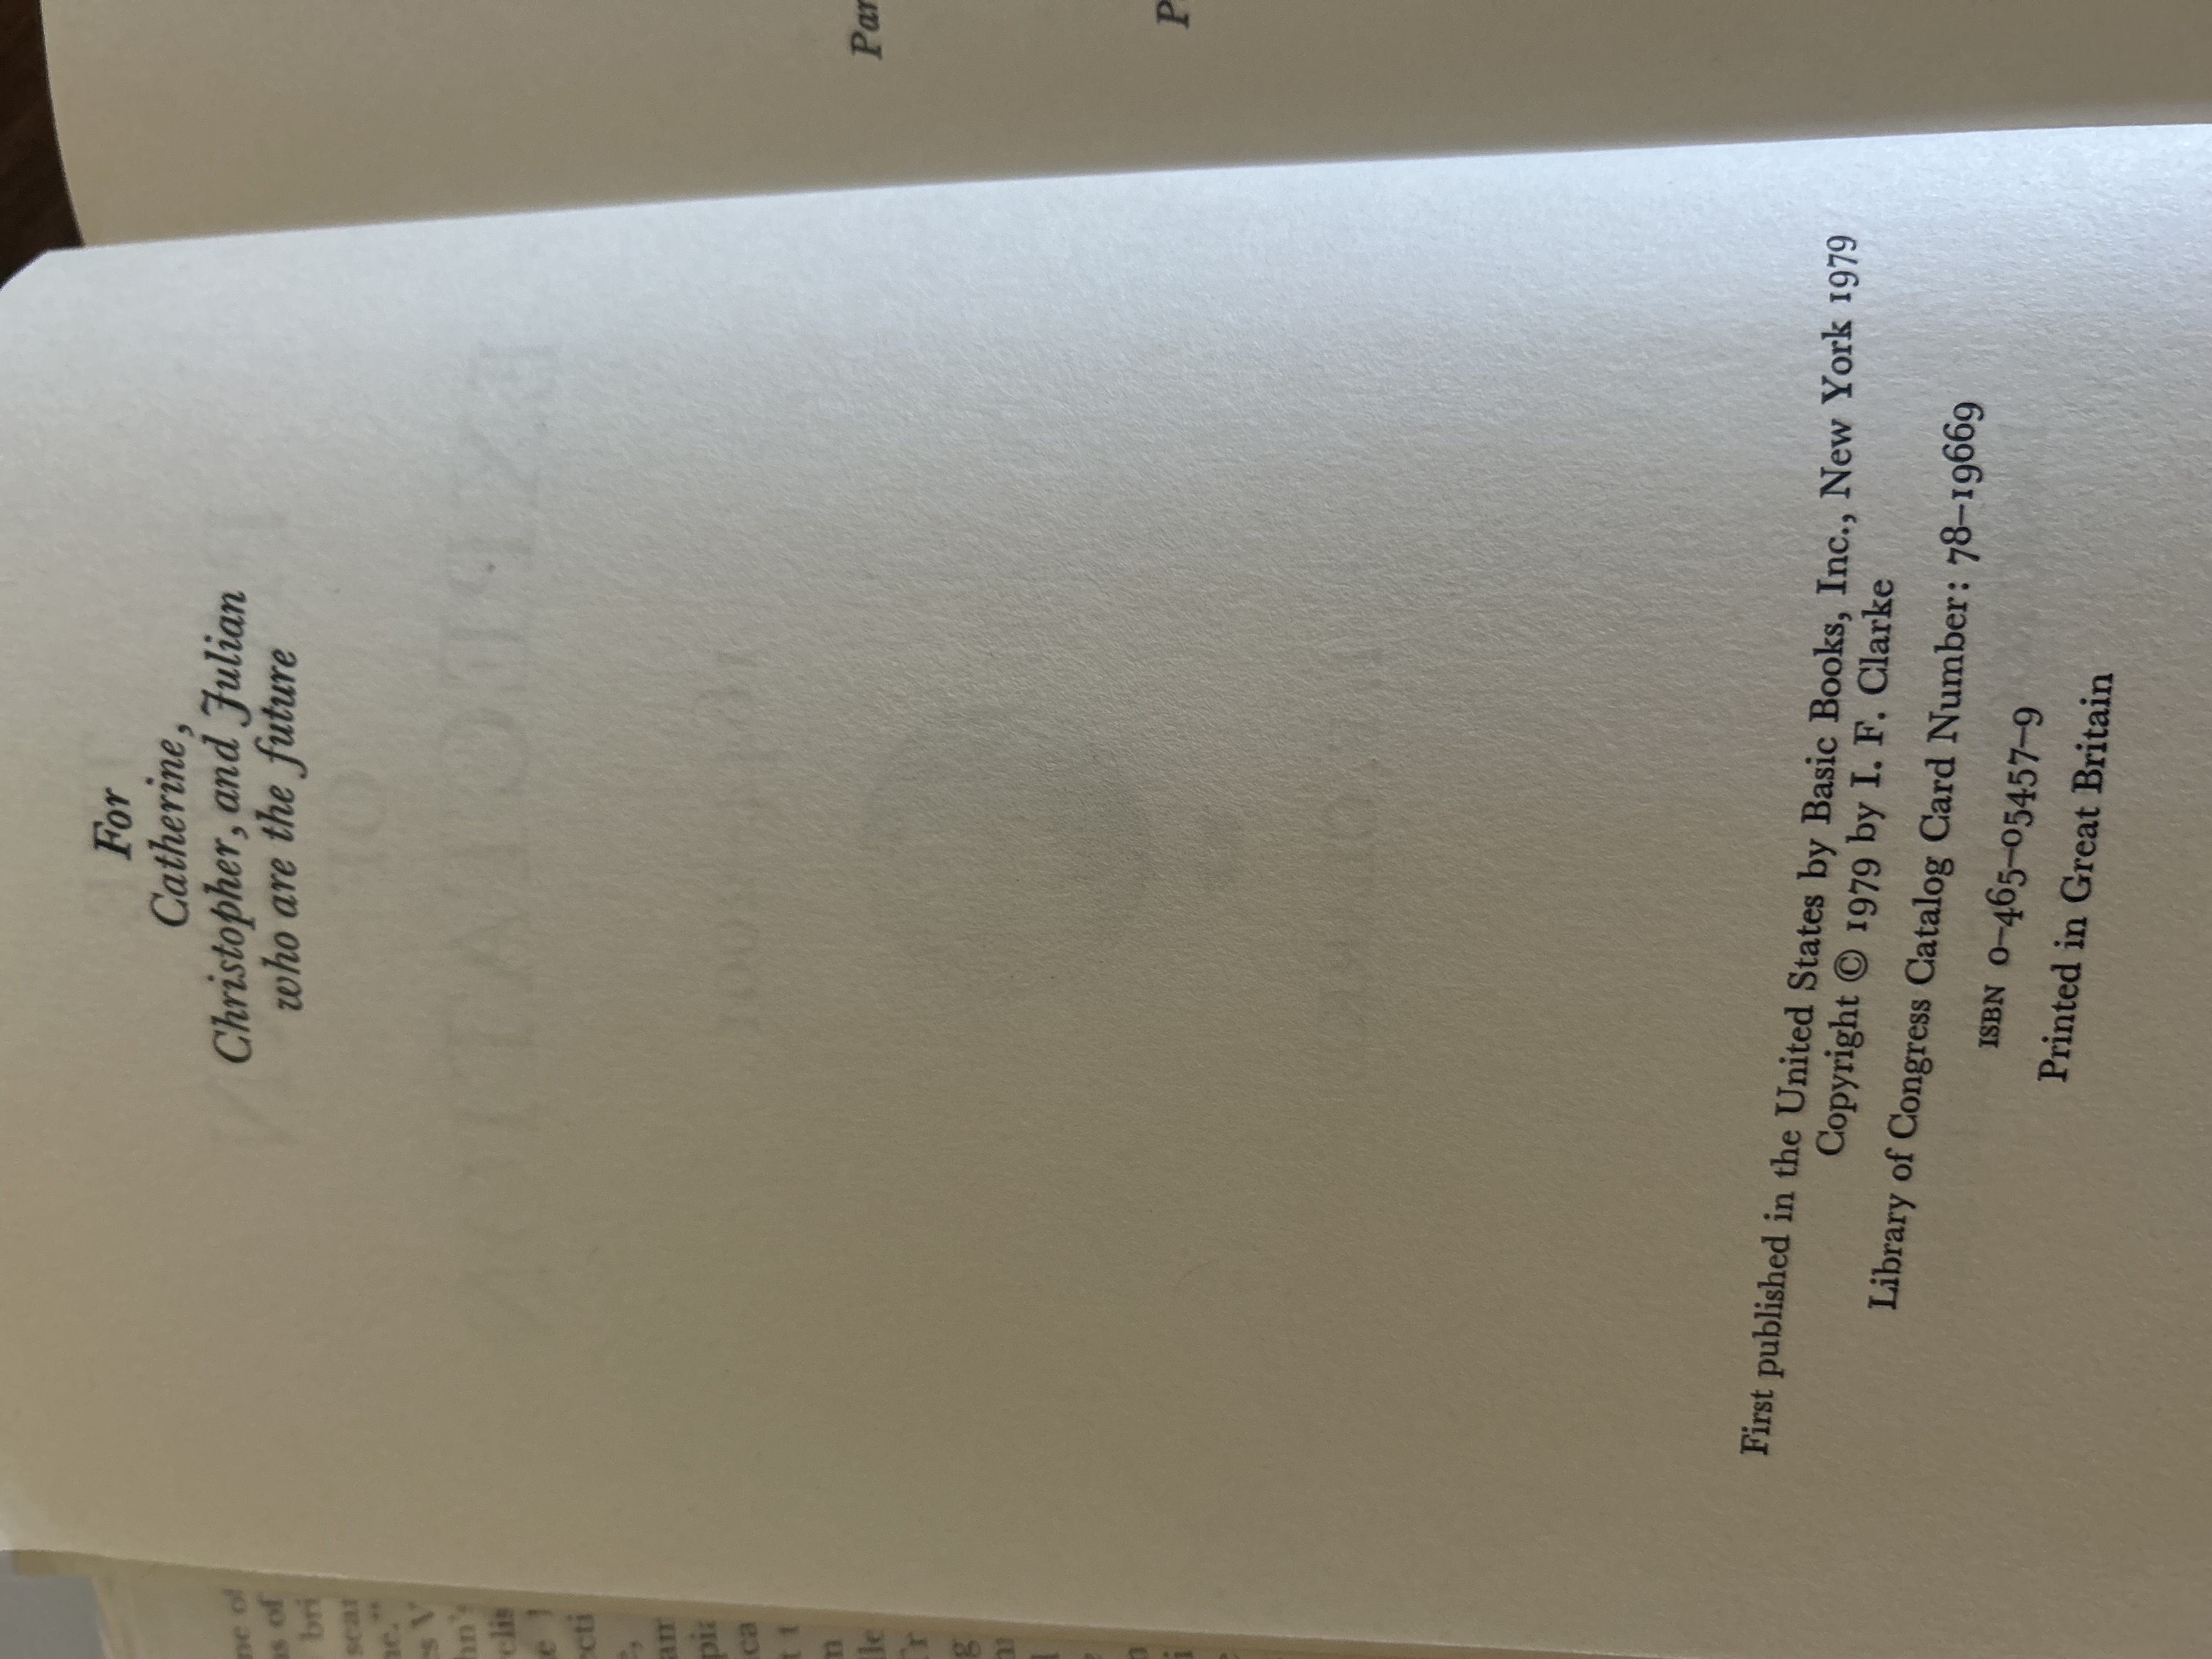 For
Catherine,
Christopher, and Julian
who are the future
First published in the United States by Basic Books, Inc., New York 1979
Copyright © 1979 by I. F. Clarke
Library of Congress Catalog Card Number: 78–19669
ISBN 0–465–05457–9
Printed in Great Britain